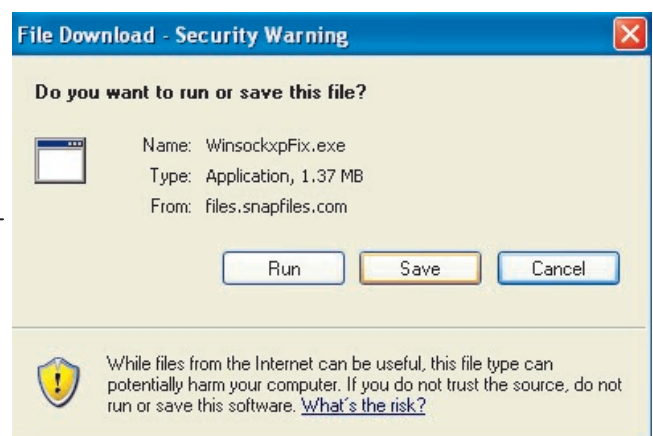 File Download - Security Warning
Do you want to run or save this file?
Name: WinsockxpFix.exe
Type: Application, 1.37 MB
From: files.snapfiles.com
Run Save Cancel
While files from the Internet can be useful, this file type can
potentially harm your computer. If you do not trust the source, do not
run or save this software. What's the risk?